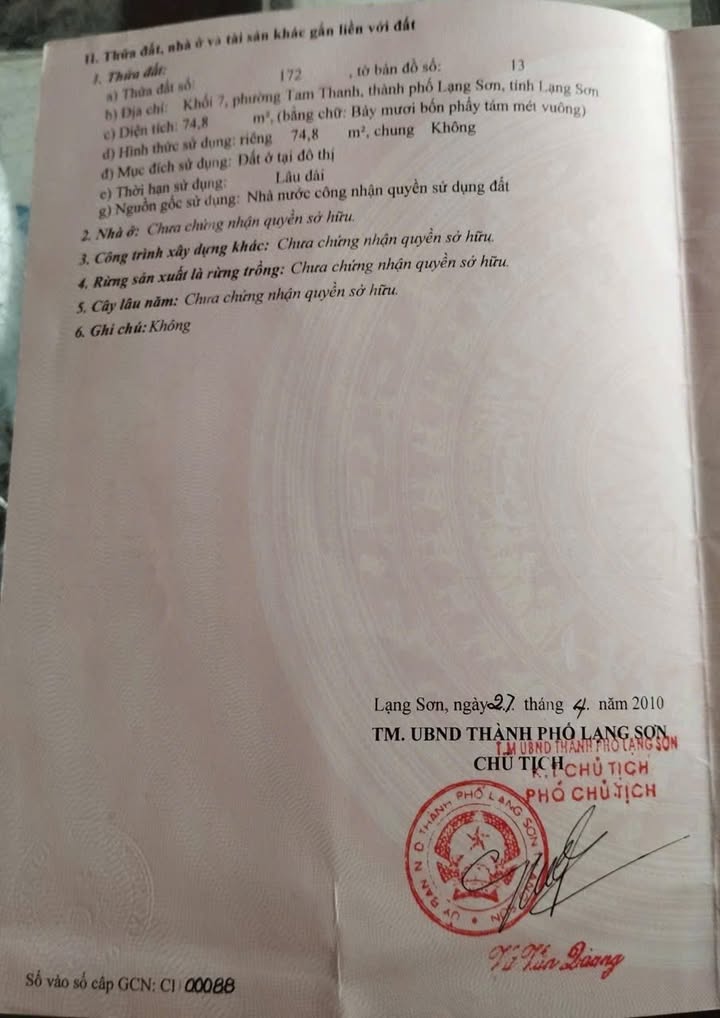 II. Thửa đất, nhà ở và tài sản khác gắn liền với đất
1. Thửa đất:
a) Thửa đất số: 172 , tờ bản đồ số: 13
b) Địa chỉ: Khối 7, phường Tam Thanh, thành phố Lạng Sơn, tỉnh Lạng Sơn
c) Diện tích: 74,8 m², (bằng chữ: Bảy mươi bốn phẩy tám mét vuông)
d) Hình thức sử dụng: riêng 74,8 m², chung Không
đ) Mục đích sử dụng: Đất ở tại đô thị
e) Thời hạn sử dụng: Lâu dài
g) Nguồn gốc sử dụng: Nhà nước công nhận quyền sử dụng đất
2. Nhà ở: Chưa chứng nhận quyền sở hữu.
3. Công trình xây dựng khác: Chưa chứng nhận quyền sở hữu.
4. Rừng sản xuất là rừng trồng: Chưa chứng nhận quyền sở hữu.
5. Cây lâu năm: Chưa chứng nhận quyền sở hữu.
6. Ghi chú: Không
Lạng Sơn, ngày 27. tháng 4. năm 2010
TM. UBND THÀNH PHỐ LẠNG SƠN
T.M UBND THÀNH PHỐ LẠNG SƠN
CHỦ TỊCH
K.T CHỦ TỊCH
PHÓ CHỦ TỊCH
THÀNH PHỐ LẠNG SƠN
Số vào sổ cấp GCN: CI 00088